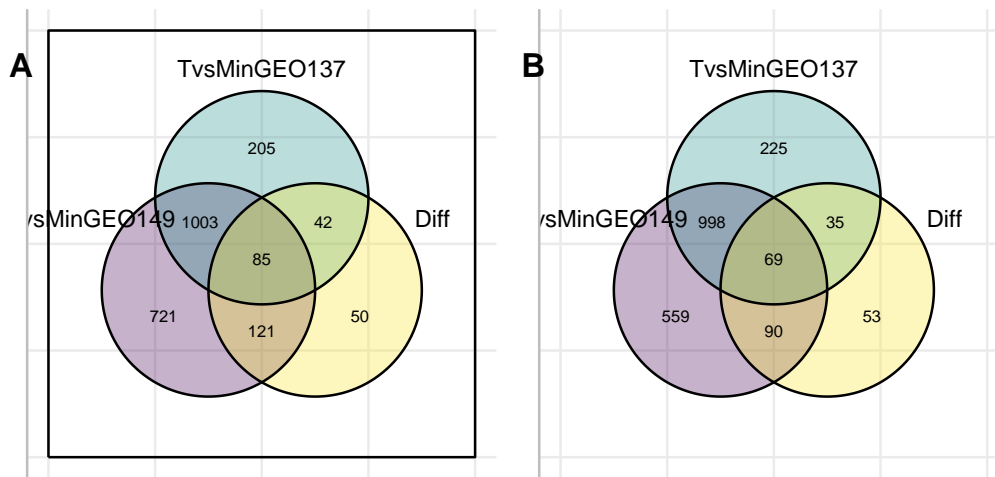 A
TvsMinGEO137
205
vsMinGEO149
1003
42
Diff
85
721
121
50
B
TvsMinGEO137
225
vsMinGEO149
998
35
Diff
69
559
90
53